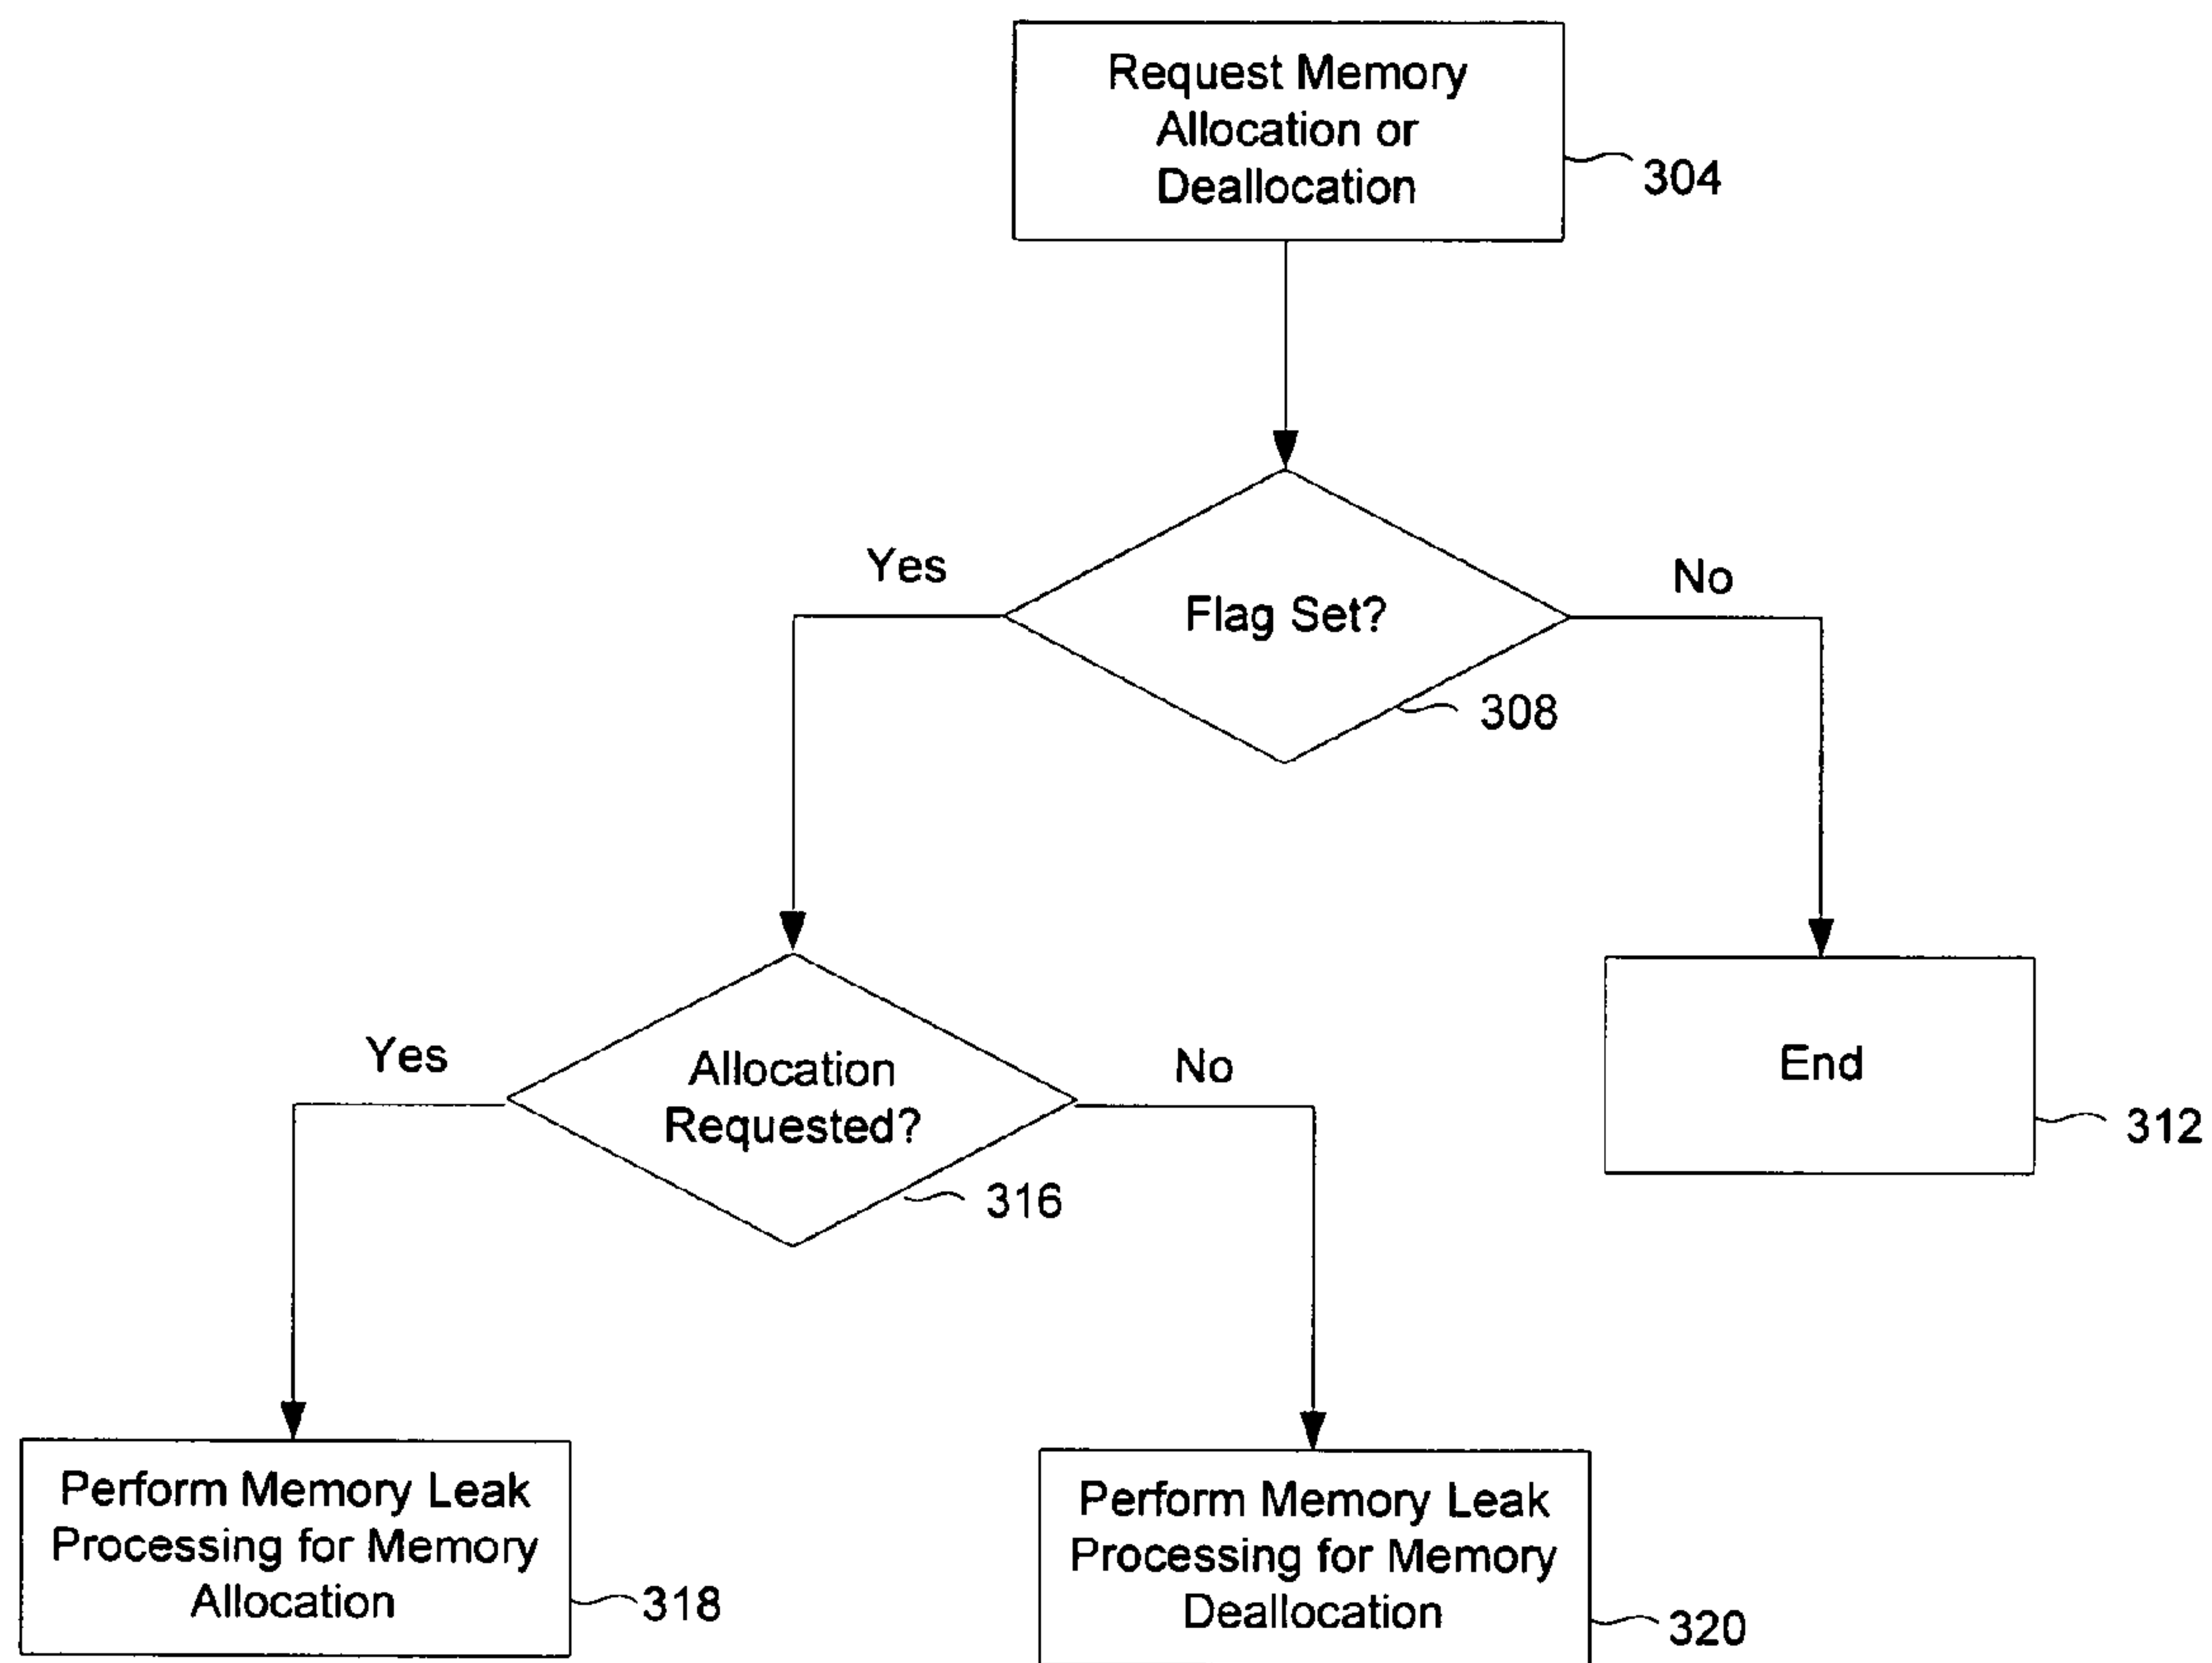 Request Memory
Allocation or
Deallocation
304
Yes
Flag Set?
No
308
Yes
Allocation
Requested?
No
316
End
312
Perform Memory Leak
Processing for Memory
Allocation
318
Perform Memory Leak
Processing for Memory
Deallocation
320